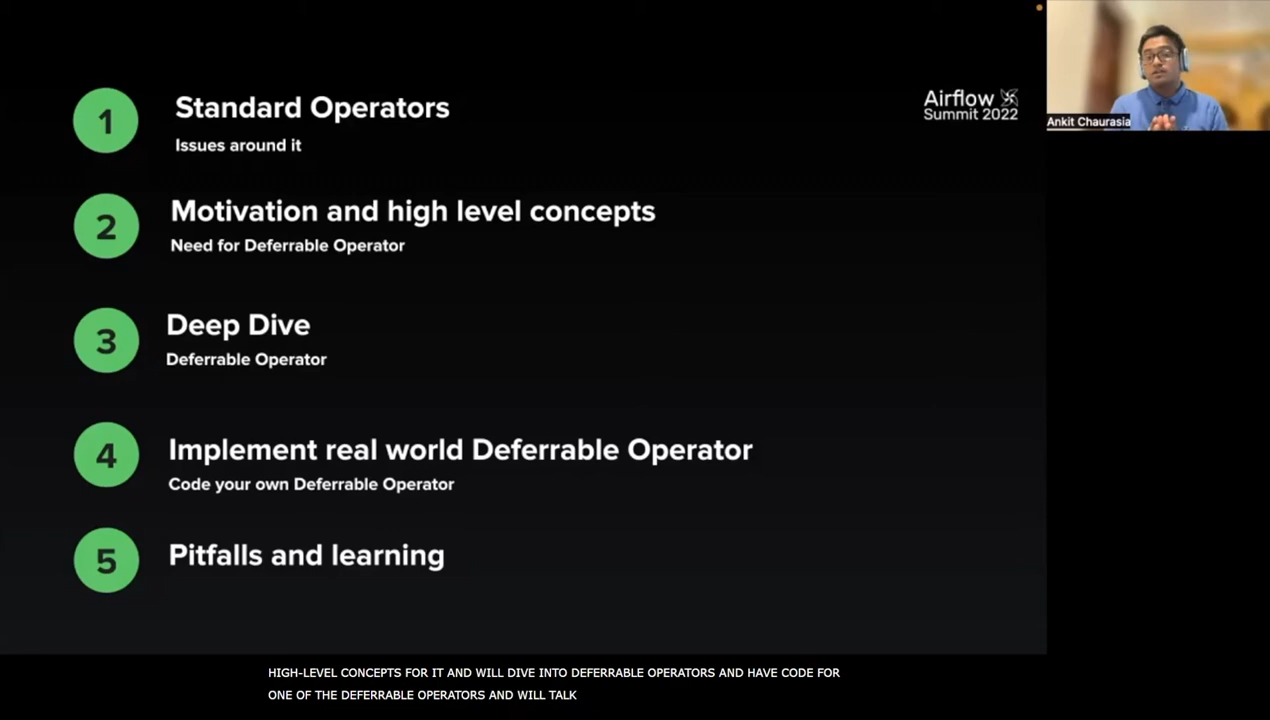 1
Standard Operators
Issues around it
Airflow
Summit 2022
Ankit Chaurasia
2
Motivation and high level concepts
Need for Deferrable Operator
3
Deep Dive
Deferrable Operator
4
Implement real world Deferrable Operator
Code your own Deferrable Operator
5
Pitfalls and learning
HIGH-LEVEL CONCEPTS FOR IT AND WILL DIVE INTO DEFERRABLE OPERATORS AND HAVE CODE FOR
ONE OF THE DEFERRABLE OPERATORS AND WILL TALK